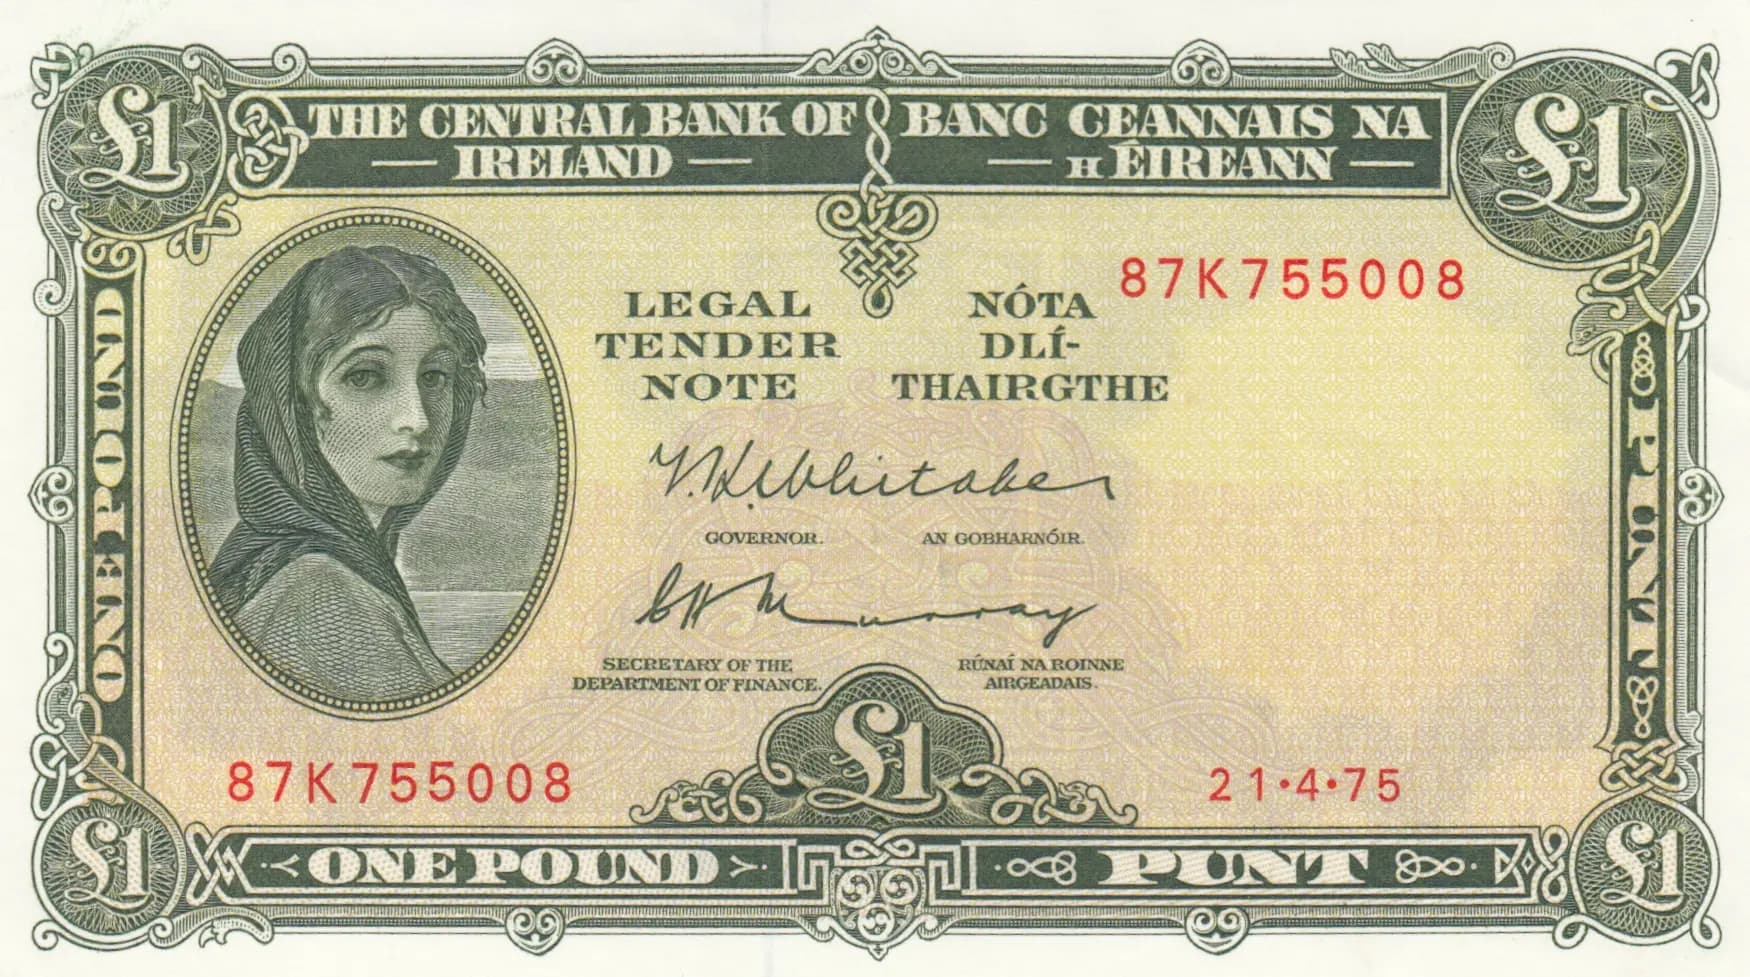 £1
THE CENTRAL BANK OF
IRELAND
BANC CEANNAIS NA
H ÉIREANN
£1
87K755008
LEGAL
TENDER
NOTE
NÓTA
DLÍ-
THAIRGTHE
T.K. Whitaker
GOVERNOR. AN GOBHARNÓIR.
C H Murray
SECRETARY OF THE
DEPARTMENT OF FINANCE.
RÚNAÍ NA ROINNE
AIRGEADAIS.
ONE POUND
£1
87K755008
21·4·75
£1
ONE POUND
PUNT
£1